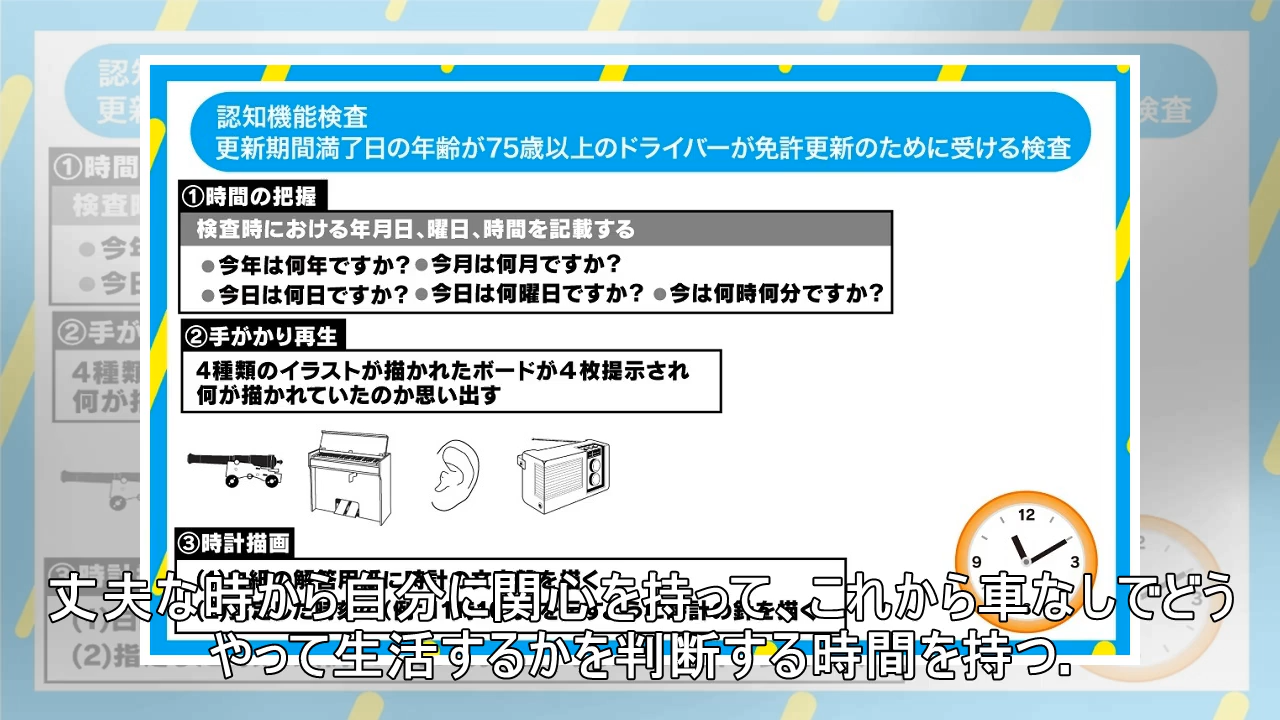 認知機能検査
更新期間満了日の年齢が75歳以上のドライバーが免許更新のために受ける検査
①時間の把握
検査時における年月日、曜日、時間を記載する
●今年は何年ですか？ ●今月は何月ですか？
●今日は何日ですか？ ●今日は何曜日ですか？ ●今は何時何分ですか？
②手がかり再生
4種類のイラストが描かれたボードが４枚提示され
何が描かれていたのか思い出す
③時計描画
12
9
3
丈夫な時から自分に関心を持って、これから車なしでどう
やって生活するかを判断する時間を持つ.